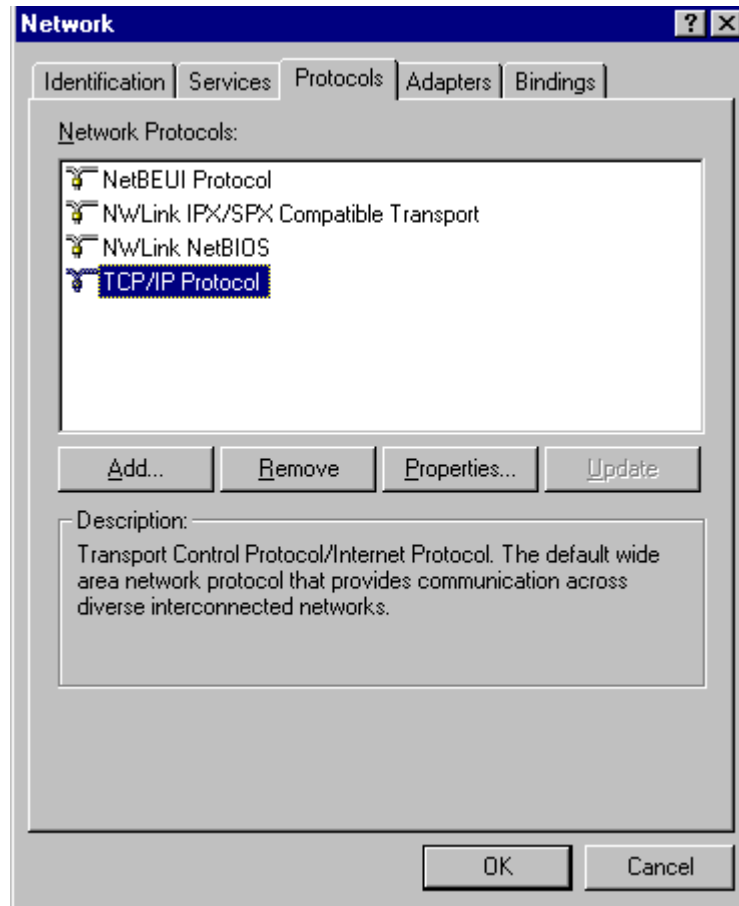 Network
Identification Services Protocols Adapters Bindings
Network Protocols:
NetBEUI Protocol
NWLink IPX/SPX Compatible Transport
NWLink NetBIOS
TCP/IP Protocol
Add... Remove Properties... Update
Description:
Transport Control Protocol/Internet Protocol. The default wide
area network protocol that provides communication across
diverse interconnected networks.
OK Cancel